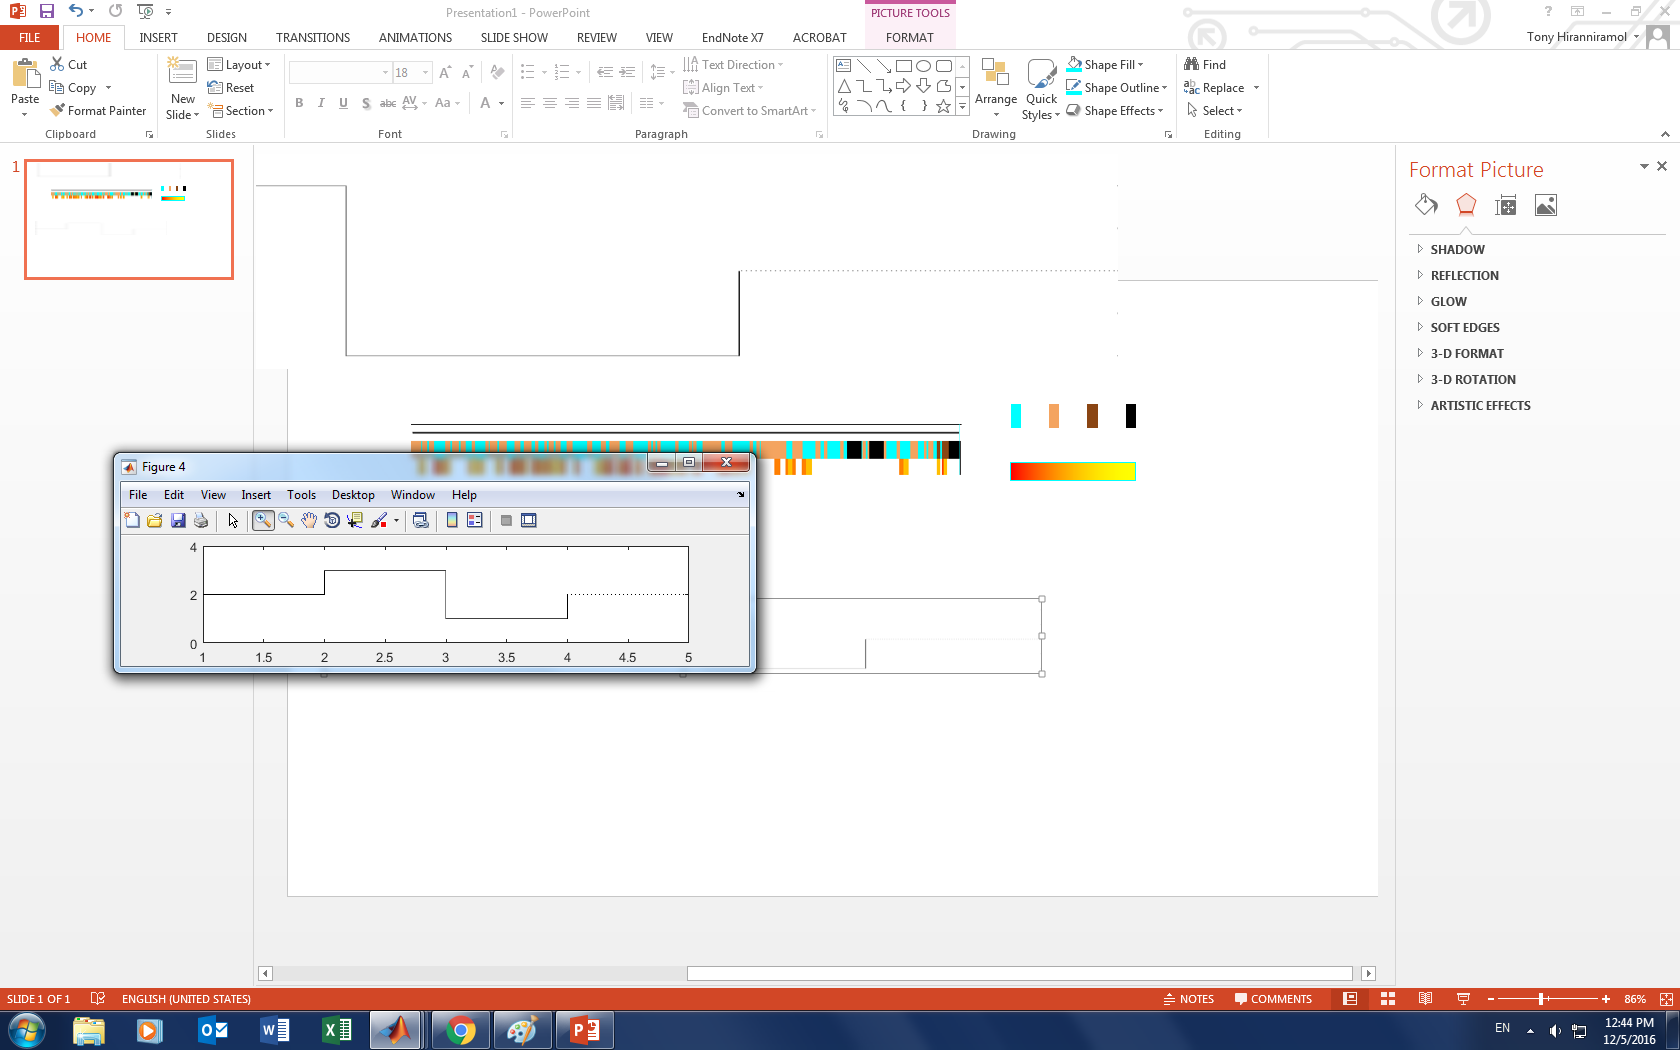 Presentation1 - PowerPoint
PICTURE TOOLS
?
FILE HOME INSERT DESIGN TRANSITIONS ANIMATIONS SLIDE SHOW REVIEW VIEW EndNote X7 ACROBAT FORMAT
Tony Hiranniramol
Paste
Cut
Copy
Format Painter
Clipboard
New
Slide
Layout
Reset
Section
Slides
18 A A
B I U S abc AV Aa A
Font
Text Direction
Align Text
Convert to SmartArt
Paragraph
Arrange
Quick
Styles
Shape Fill
Shape Outline
Shape Effects
Drawing
Find
Replace
Select
Editing
1
Format Picture
SHADOW
REFLECTION
GLOW
SOFT EDGES
3-D FORMAT
3-D ROTATION
ARTISTIC EFFECTS
Figure 4
File Edit View Insert Tools Desktop Window Help
4
2
0
1 1.5 2 2.5 3 3.5 4 4.5 5
SLIDE 1 OF 1 ENGLISH (UNITED STATES) NOTES COMMENTS 86%
EN
12:44 PM
12/5/2016